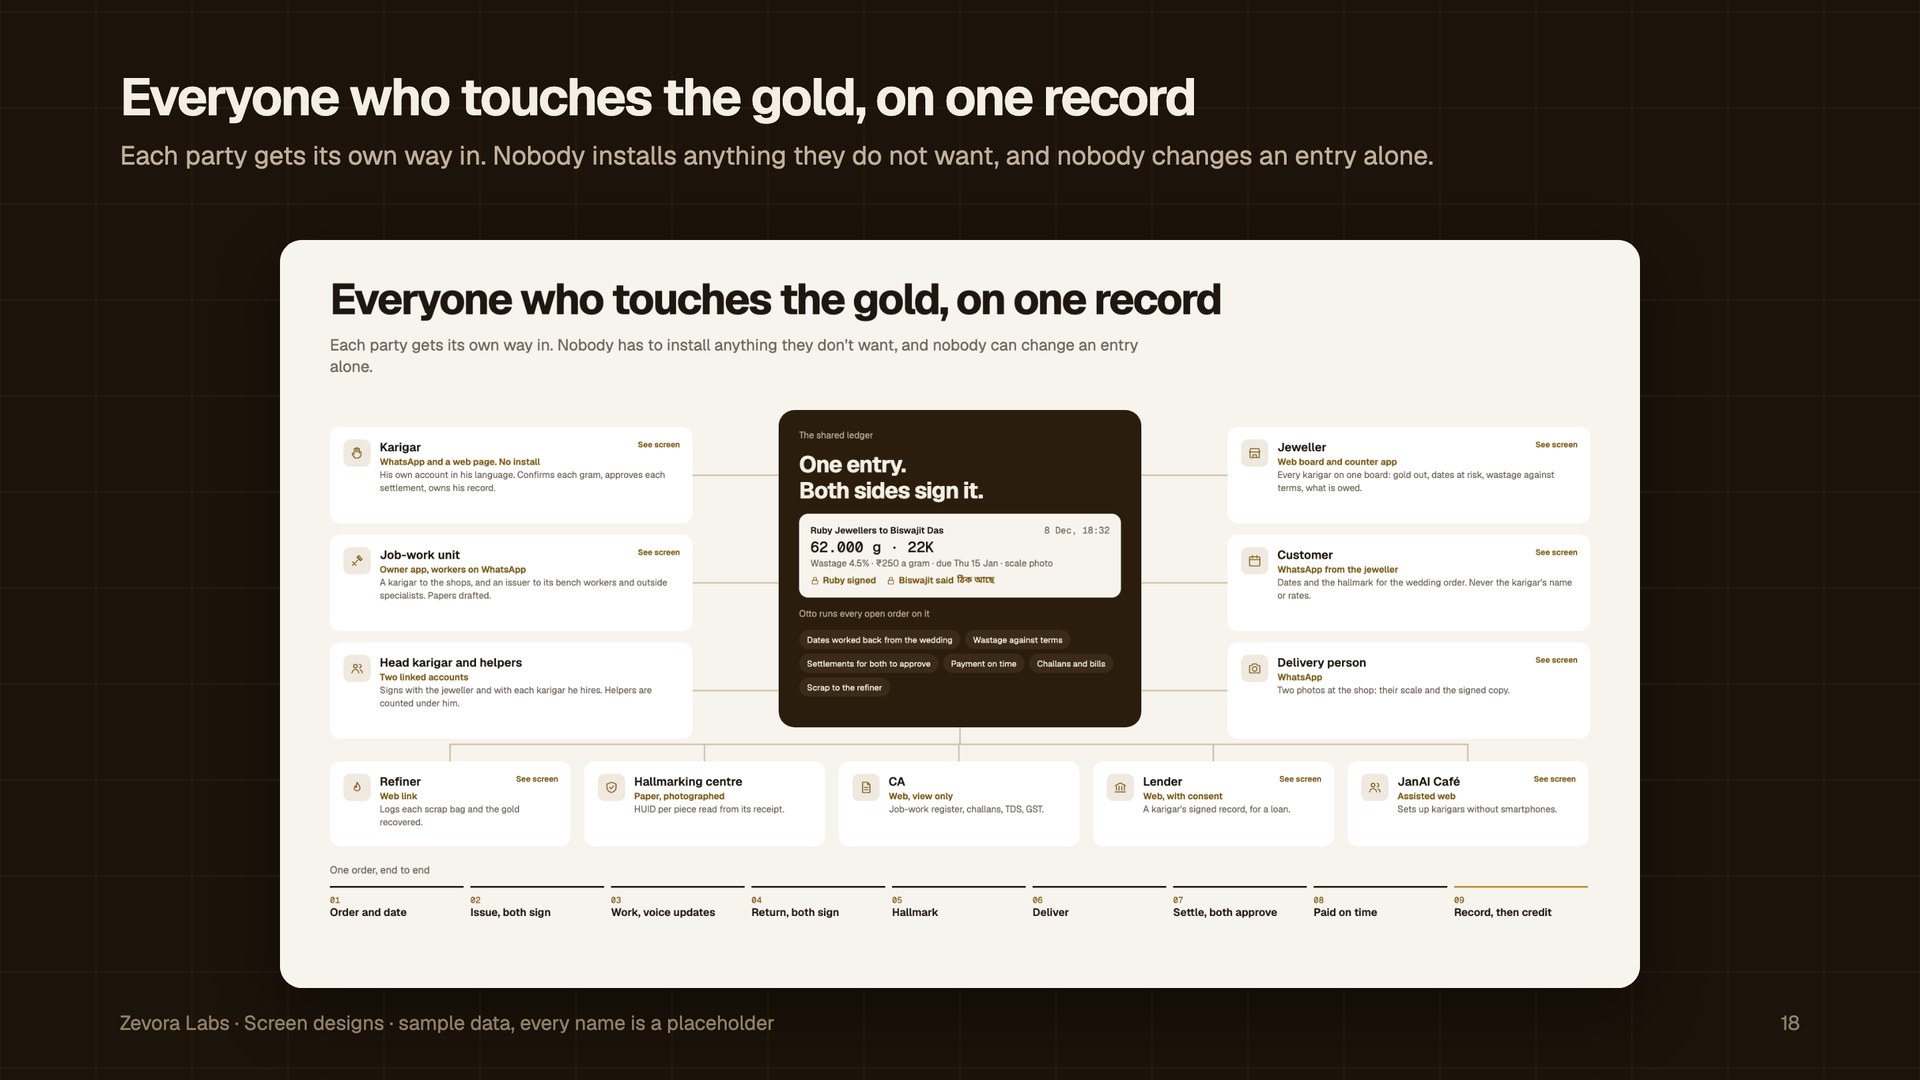 Everyone who touches the gold, on one record
Each party gets its own way in. Nobody installs anything they do not want, and nobody changes an entry alone.
Everyone who touches the gold, on one record
Each party gets its own way in. Nobody has to install anything they don't want, and nobody can change an entry
alone.
Karigar
See screen
WhatsApp and a web page. No install
His own account in his language. Confirms each gram, approves each
settlement, owns his record.
Job-work unit
See screen
Owner app, workers on WhatsApp
A karigar to the shops, and an issuer to its bench workers and outside
specialists. Papers drafted.
Head karigar and helpers
Two linked accounts
Signs with the jeweller and with each karigar he hires. Helpers are
counted under him.
The shared ledger
One entry.
Both sides sign it.
Ruby Jewellers to Biswajit Das
8 Dec, 18:32
62.000 g · 22K
Wastage 4.5% · ₹250 a gram · due Thu 15 Jan · scale photo
Ruby signed
Biswajit said ঠিক আছে
Otto runs every open order on it
Dates worked back from the wedding
Wastage against terms
Settlements for both to approve
Payment on time
Challans and bills
Scrap to the refiner
Jeweller
See screen
Web board and counter app
Every karigar on one board: gold out, dates at risk, wastage against
terms, what is owed.
Customer
See screen
WhatsApp from the jeweller
Dates and the hallmark for the wedding order. Never the karigar's name
or rates.
Delivery person
See screen
WhatsApp
Two photos at the shop: their scale and the signed copy.
Refiner
See screen
Web link
Logs each scrap bag and the gold
recovered.
Hallmarking centre
Paper, photographed
HUID per piece read from its receipt.
CA
Web, view only
Job-work register, challans, TDS, GST.
Lender
See screen
Web, with consent
A karigar's signed record, for a loan.
JanAI Café
See screen
Assisted web
Sets up karigars without smartphones.
One order, end to end
01
Order and date
02
Issue, both sign
03
Work, voice updates
04
Return, both sign
05
Hallmark
06
Deliver
07
Settle, both approve
08
Paid on time
09
Record, then credit
Zevora Labs · Screen designs · sample data, every name is a placeholder
18